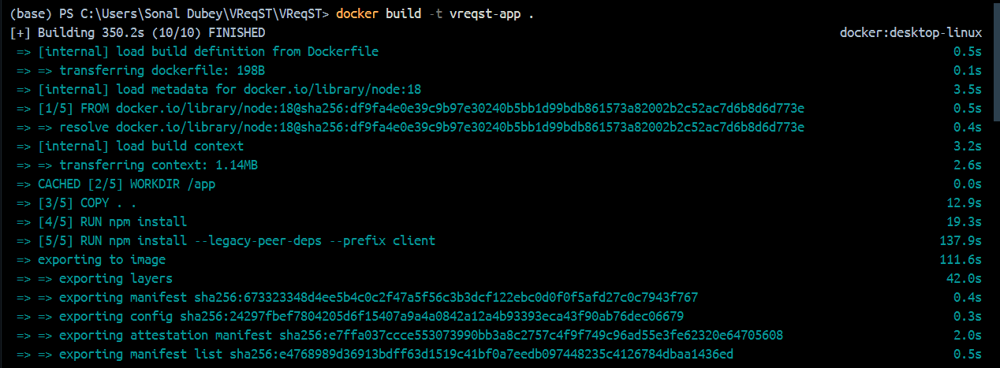 (base) PS C:\Users\Sonal Dubey\VReqST\VReqST> docker build -t vreqst-app .
[+] Building 350.2s (10/10) FINISHED docker:desktop-linux
=> [internal] load build definition from Dockerfile 0.5s
=> => transferring dockerfile: 198B 0.1s
=> [internal] load metadata for docker.io/library/node:18 3.5s
=> [1/5] FROM docker.io/library/node:18@sha256:df9fa4e0e39c9b97e30240b5bb1d99bdb861573a82002b2c52ac7d6b8d6d773e 0.5s
=> => resolve docker.io/library/node:18@sha256:df9fa4e0e39c9b97e30240b5bb1d99bdb861573a82002b2c52ac7d6b8d6d773e 0.4s
=> [internal] load build context 3.2s
=> => transferring context: 1.14MB 2.6s
=> CACHED [2/5] WORKDIR /app 0.0s
=> [3/5] COPY . . 12.9s
=> [4/5] RUN npm install 19.3s
=> [5/5] RUN npm install --legacy-peer-deps --prefix client 137.9s
=> exporting to image 111.6s
=> => exporting layers 42.0s
=> => exporting manifest sha256:673323348d4ee5b4c0c2f47a5f56c3b3dcf122ebc0d0f0f5afd27c0c7943f767 0.4s
=> => exporting config sha256:24297fbef7804205d6f15407a9a4a0842a12a4b93393eca43f90ab76dec06679 0.3s
=> => exporting attestation manifest sha256:e7ffa037ccce553073990bb3a8c2757c4f9f749c96ad55e3fe62320e64705608 2.0s
=> => exporting manifest list sha256:e4768989d36913bdff63d1519c41bf0a7eedb097448235c4126784dbaa1436ed 0.5s